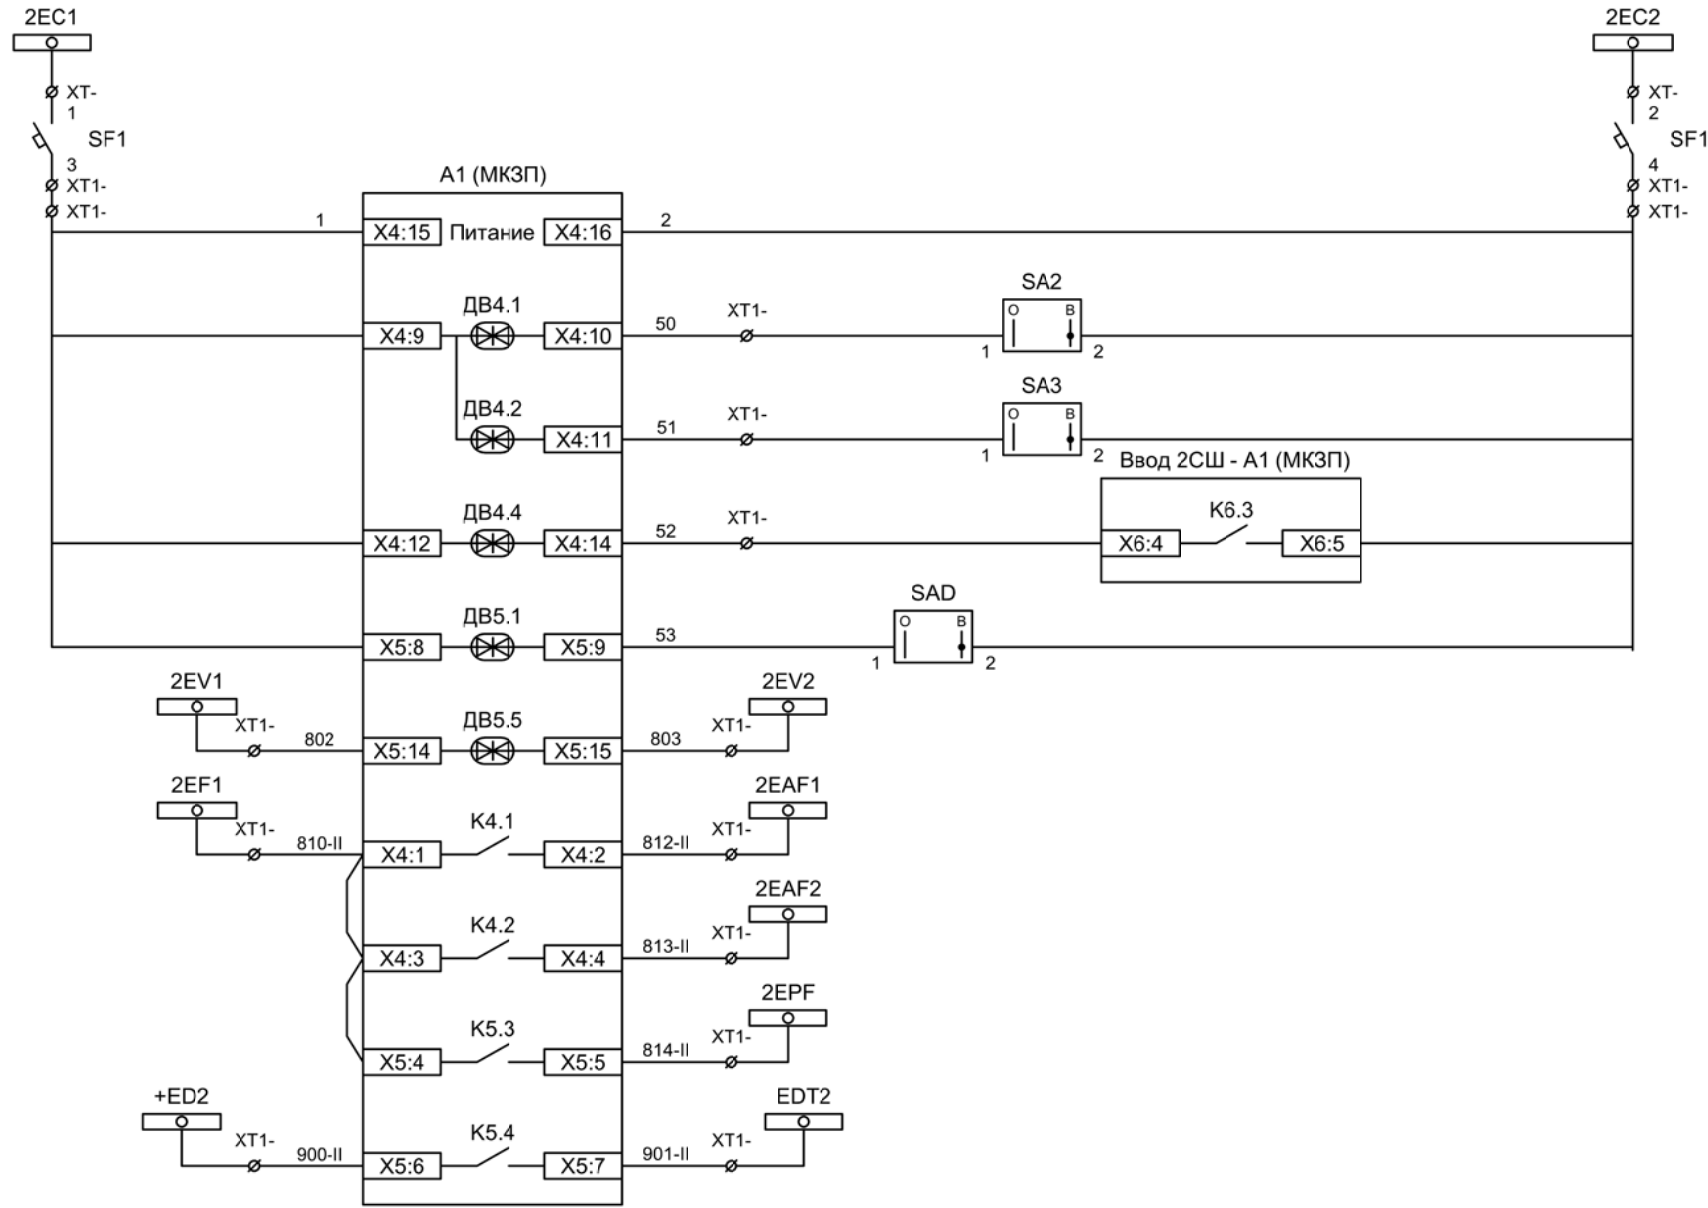 2EC1
2EC2
XT-
XT-
1
2
SF1
SF1
3
4
XT1-
XT1-
XT1-
XT1-
А1 (МКЗП)
1
X4:15
Питание
X4:16
2
SA2
ДВ4.1
XT1-
O
B
X4:9
X4:10
50
1
2
SA3
ДВ4.2
XT1-
O
B
X4:11
51
1
2
Ввод 2СШ - А1 (МКЗП)
ДВ4.4
XT1-
K6.3
X4:12
X4:14
52
X6:4
X6:5
SAD
ДВ5.1
O
B
X5:8
X5:9
53
1
2
2EV1
2EV2
XT1-
ДВ5.5
XT1-
802
X5:14
X5:15
803
2EF1
2EAF1
XT1-
K4.1
XT1-
810-II
X4:1
X4:2
812-II
2EAF2
K4.2
XT1-
X4:3
X4:4
813-II
2EPF
K5.3
XT1-
X5:4
X5:5
814-II
+ED2
EDT2
XT1-
K5.4
XT1-
900-II
X5:6
X5:7
901-II